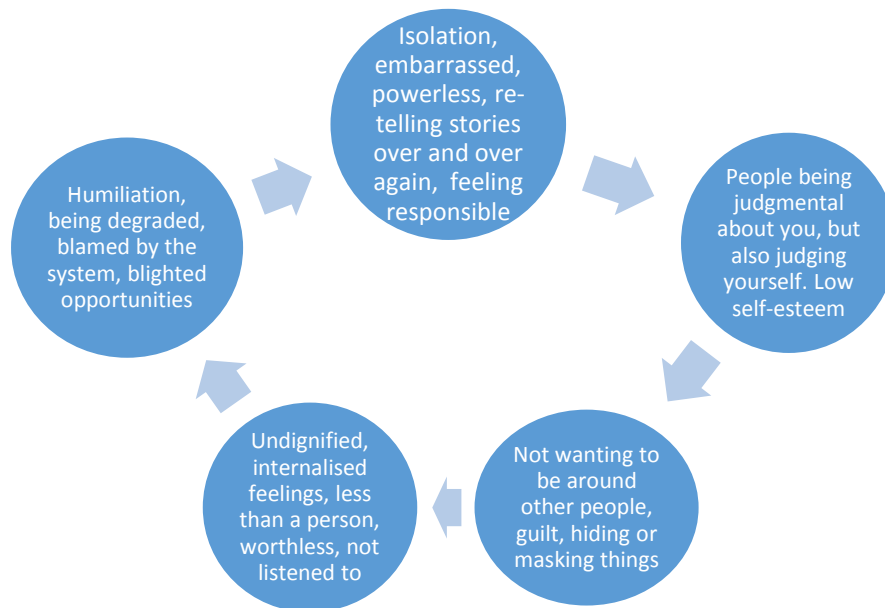 Isolation,
embarrassed,
powerless, re-
telling stories
over and over
again, feeling
responsible
People being
judgmental
about you, but
also judging
yourself. Low
self-esteem
Not wanting to
be around
other people,
guilt, hiding or
masking things
Undignified,
internalised
feelings, less
than a person,
worthless, not
listened to
Humiliation,
being degraded,
blamed by the
system, blighted
opportunities